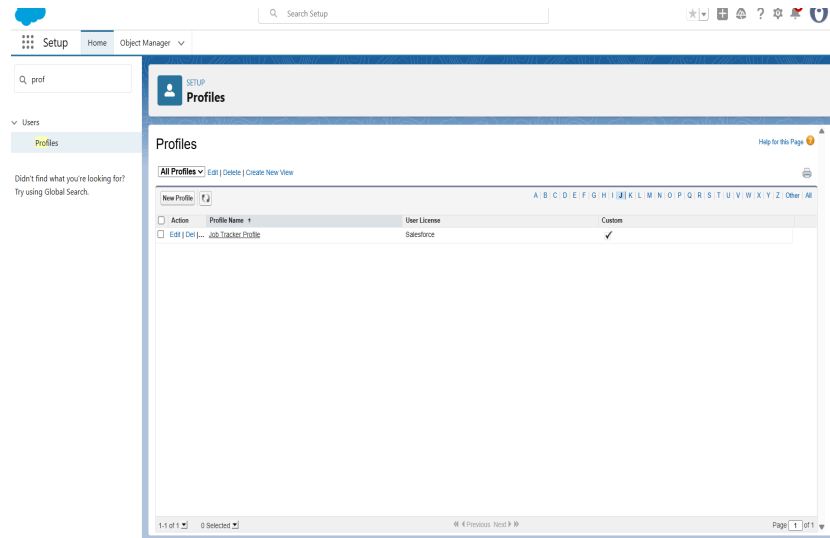 Search Setup
Setup Home Object Manager
prof
SETUP
Profiles
Users
Profiles
Didn't find what you're looking for?
Try using Global Search.
Profiles
Help for this Page ?
All Profiles Edit | Delete | Create New View
New Profile
A | B | C | D | E | F | G | H | I | J | K | L | M | N | O | P | Q | R | S | T | U | V | W | X | Y | Z | Other | All
Action Profile Name ↑ User License Custom
Edit | Del |... Job Tracker Profile Salesforce ✓
1-1 of 1 0 Selected Previous Next Page 1 of 1